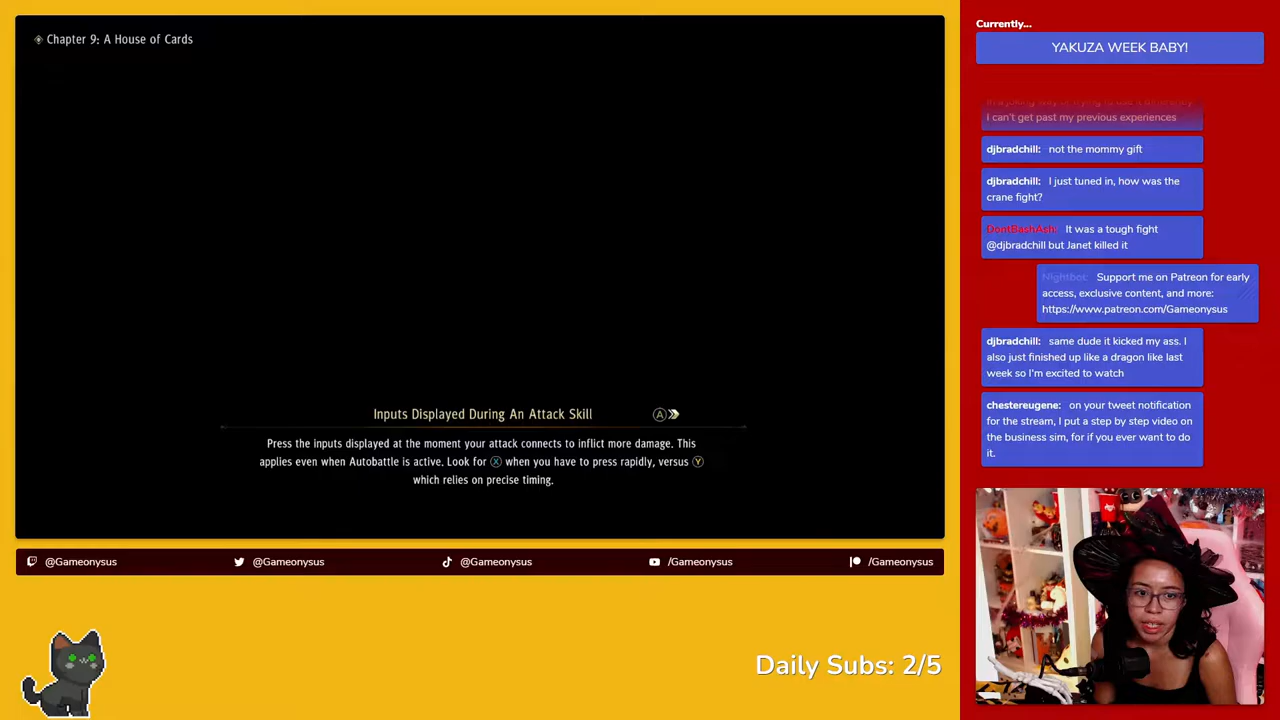 Chapter 9: A House of Cards
Inputs Displayed During An Attack Skill
A
Press the inputs displayed at the moment your attack connects to inflict more damage. This
applies even when Autobattle is active. Look for X when you have to press rapidly, versus Y
which relies on precise timing.
@Gameonysus
@Gameonysus
@Gameonysus
/Gameonysus
/Gameonysus
Daily Subs: 2/5
Currently...
YAKUZA WEEK BABY!
I can't get past my previous experiences
djbradchill: not the mommy gift
djbradchill: I just tuned in, how was the
crane fight?
DontBashAsh: It was a tough fight
@djbradchill but Janet killed it
Nightbot: Support me on Patreon for early
access, exclusive content, and more:
https://www.patreon.com/Gameonysus
djbradchill: same dude it kicked my ass. I
also just finished up like a dragon like last
week so I'm excited to watch
chestereugene: on your tweet notification
for the stream, I put a step by step video on
the business sim, for if you ever want to do
it.